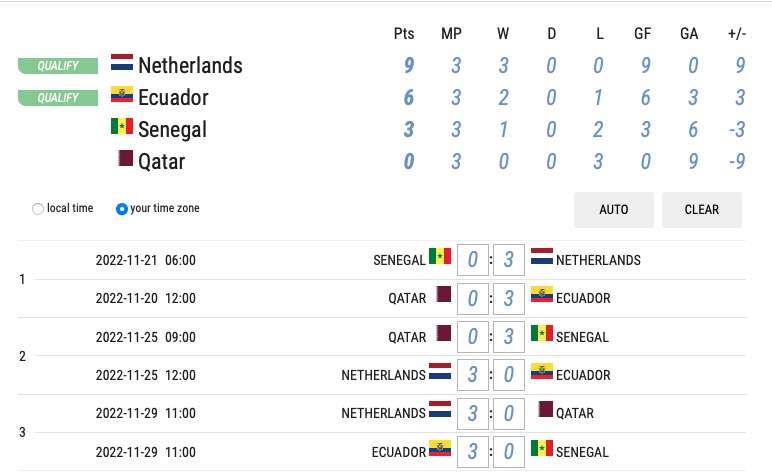 Pts MP W D L GF GA +/-
QUALIFY Netherlands 9 3 3 0 0 9 0 9
QUALIFY Ecuador 6 3 2 0 1 6 3 3
Senegal 3 3 1 0 2 3 6 -3
Qatar 0 3 0 0 3 0 9 -9
local time your time zone AUTO CLEAR
1
2022-11-21 06:00 SENEGAL 0 : 3 NETHERLANDS
2022-11-20 12:00 QATAR 0 : 3 ECUADOR
2
2022-11-25 09:00 QATAR 0 : 3 SENEGAL
2022-11-25 12:00 NETHERLANDS 3 : 0 ECUADOR
3
2022-11-29 11:00 NETHERLANDS 3 : 0 QATAR
2022-11-29 11:00 ECUADOR 3 : 0 SENEGAL